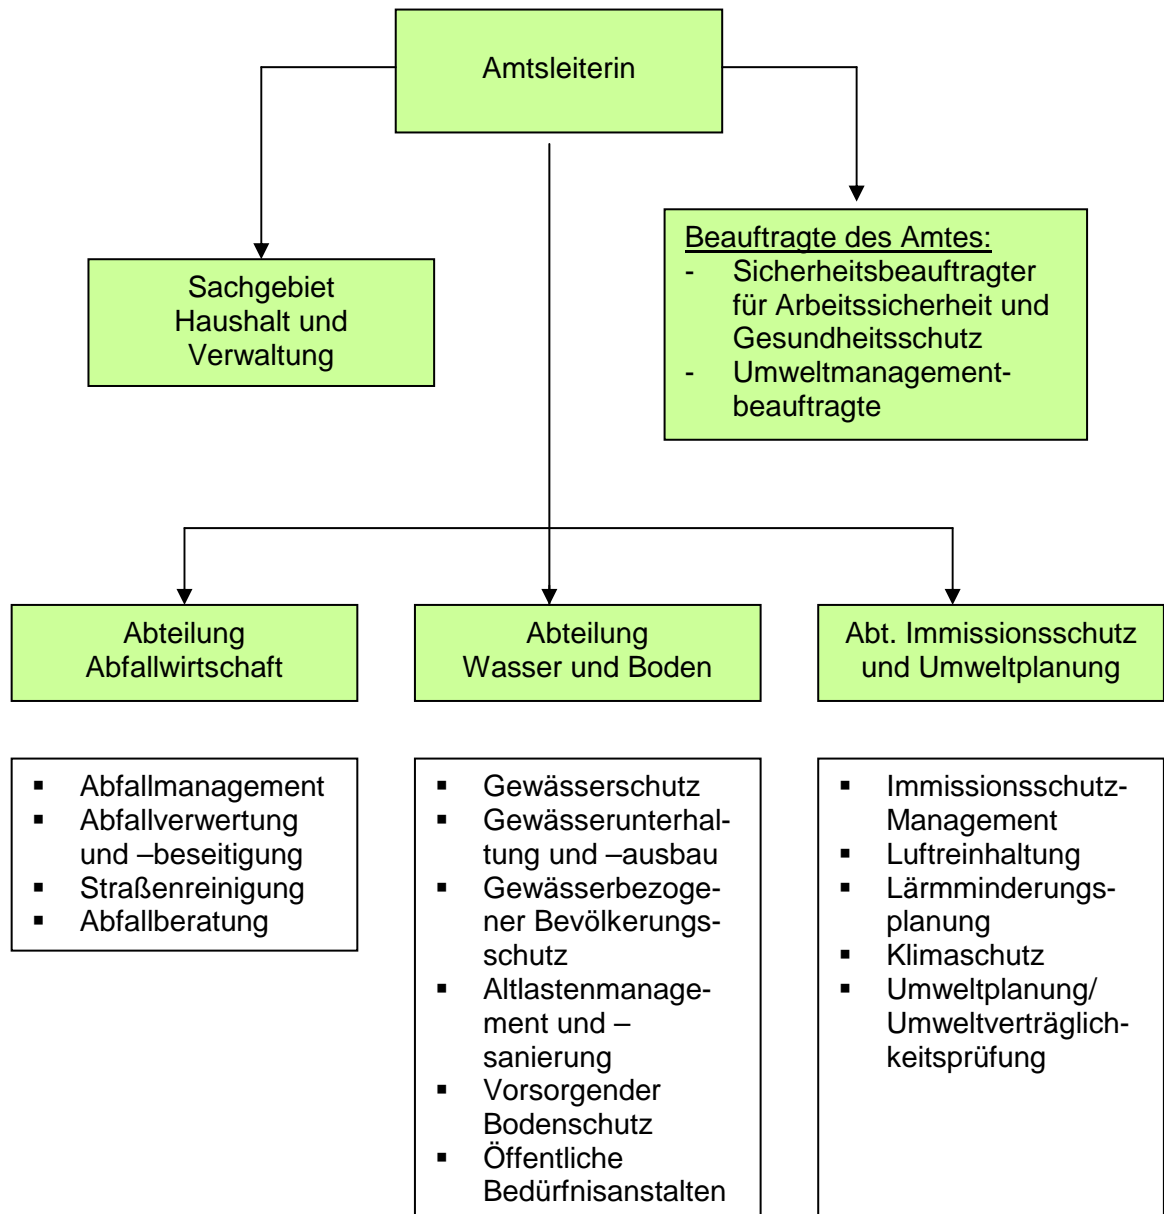 Amtsleiterin
Sachgebiet
Haushalt und
Verwaltung
Beauftragte des Amtes:
- Sicherheitsbeauftragter
für Arbeitssicherheit und
Gesundheitsschutz
- Umweltmanagement-
beauftragte
Abteilung
Abfallwirtschaft
▪ Abfallmanagement
▪ Abfallverwertung
und –beseitigung
▪ Straßenreinigung
▪ Abfallberatung
Abteilung
Wasser und Boden
▪ Gewässerschutz
▪ Gewässerunterhal-
tung und –ausbau
▪ Gewässerbezoge-
ner Bevölkerungs-
schutz
▪ Altlastenmanage-
ment und –
sanierung
▪ Vorsorgender
Bodenschutz
▪ Öffentliche
Bedürfnisanstalten
Abt. Immissionsschutz
und Umweltplanung
▪ Immissionsschutz-
Management
▪ Luftreinhaltung
▪ Lärmminderungs-
planung
▪ Klimaschutz
▪ Umweltplanung/
Umweltverträglich-
keitsprüfung